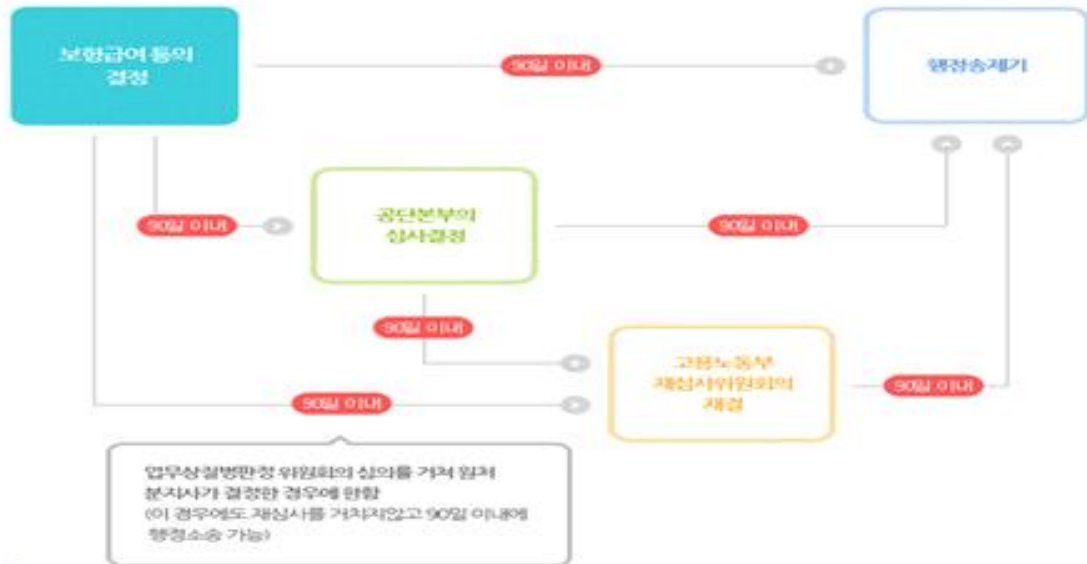 보험급여 등의
결정
90일 이내
행정송제기
90일 이내
공단본부의
심사결정
90일 이내
90일 이내
고용노동부
재심사위원회의
재결
90일 이내
90일 이내
업무상질병판정 위원회의 심의를 거쳐 원처
분지사가 결정한 경우에 한함
(이 경우에도 재심사를 거치지않고 90일 이내에
행정소송 가능)